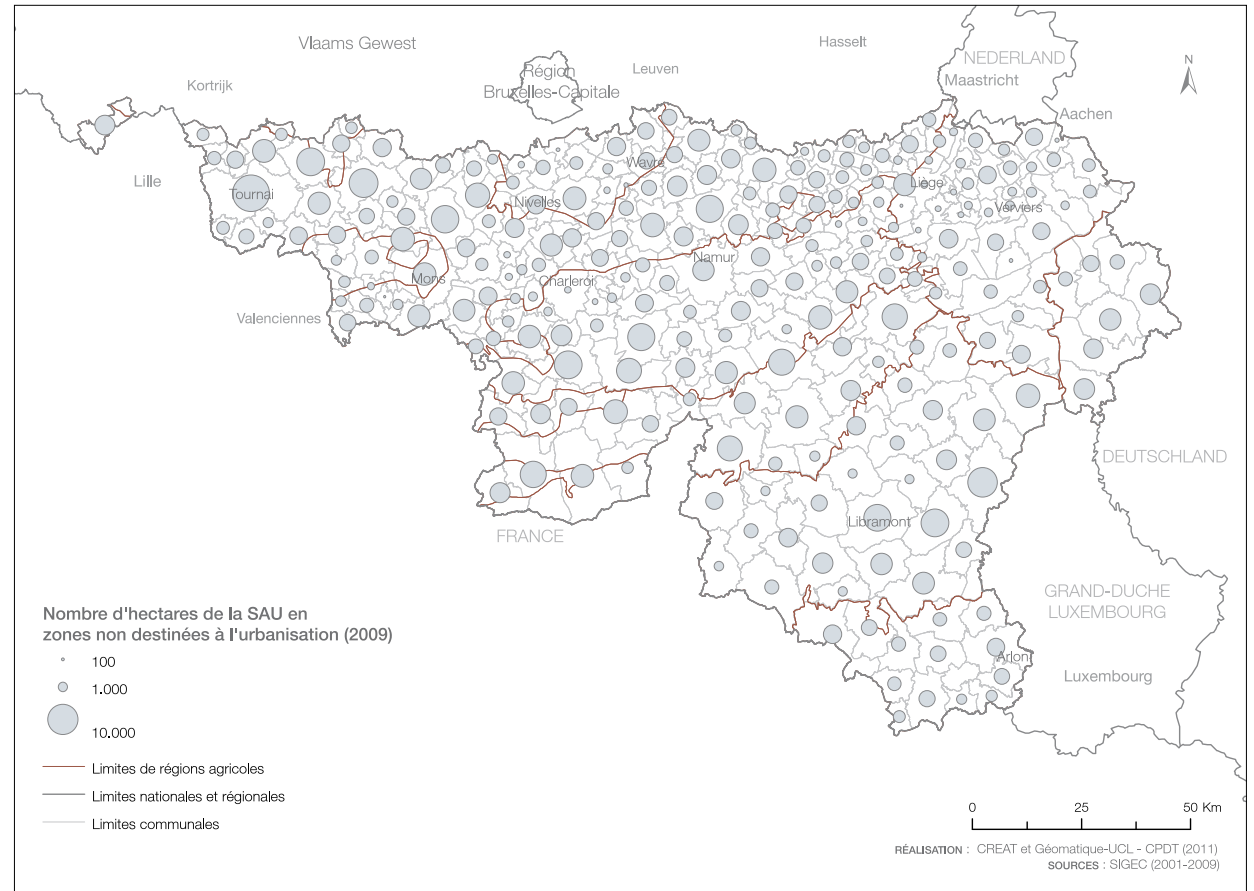 Vlaams Gewest
Hasselt
NEDERLAND
Maastricht
N
Région
Bruxelles-Capitale
Leuven
Kortrijk
Aachen
Lille
Wavre
Tournai
Liège
Nivelles
Verviers
Namur
Mons
Charleroi
Valenciennes
DEUTSCHLAND
Libramont
FRANCE
GRAND-DUCHE
LUXEMBOURG
Arlon
Luxembourg
Nombre d'hectares de la SAU en
zones non destinées à l'urbanisation (2009)
100
1.000
10.000
Limites de régions agricoles
Limites nationales et régionales
Limites communales
0 25 50 Km
RÉALISATION : CREAT et Géomatique-UCL - CPDT (2011)
SOURCES : SIGEC (2001-2009)